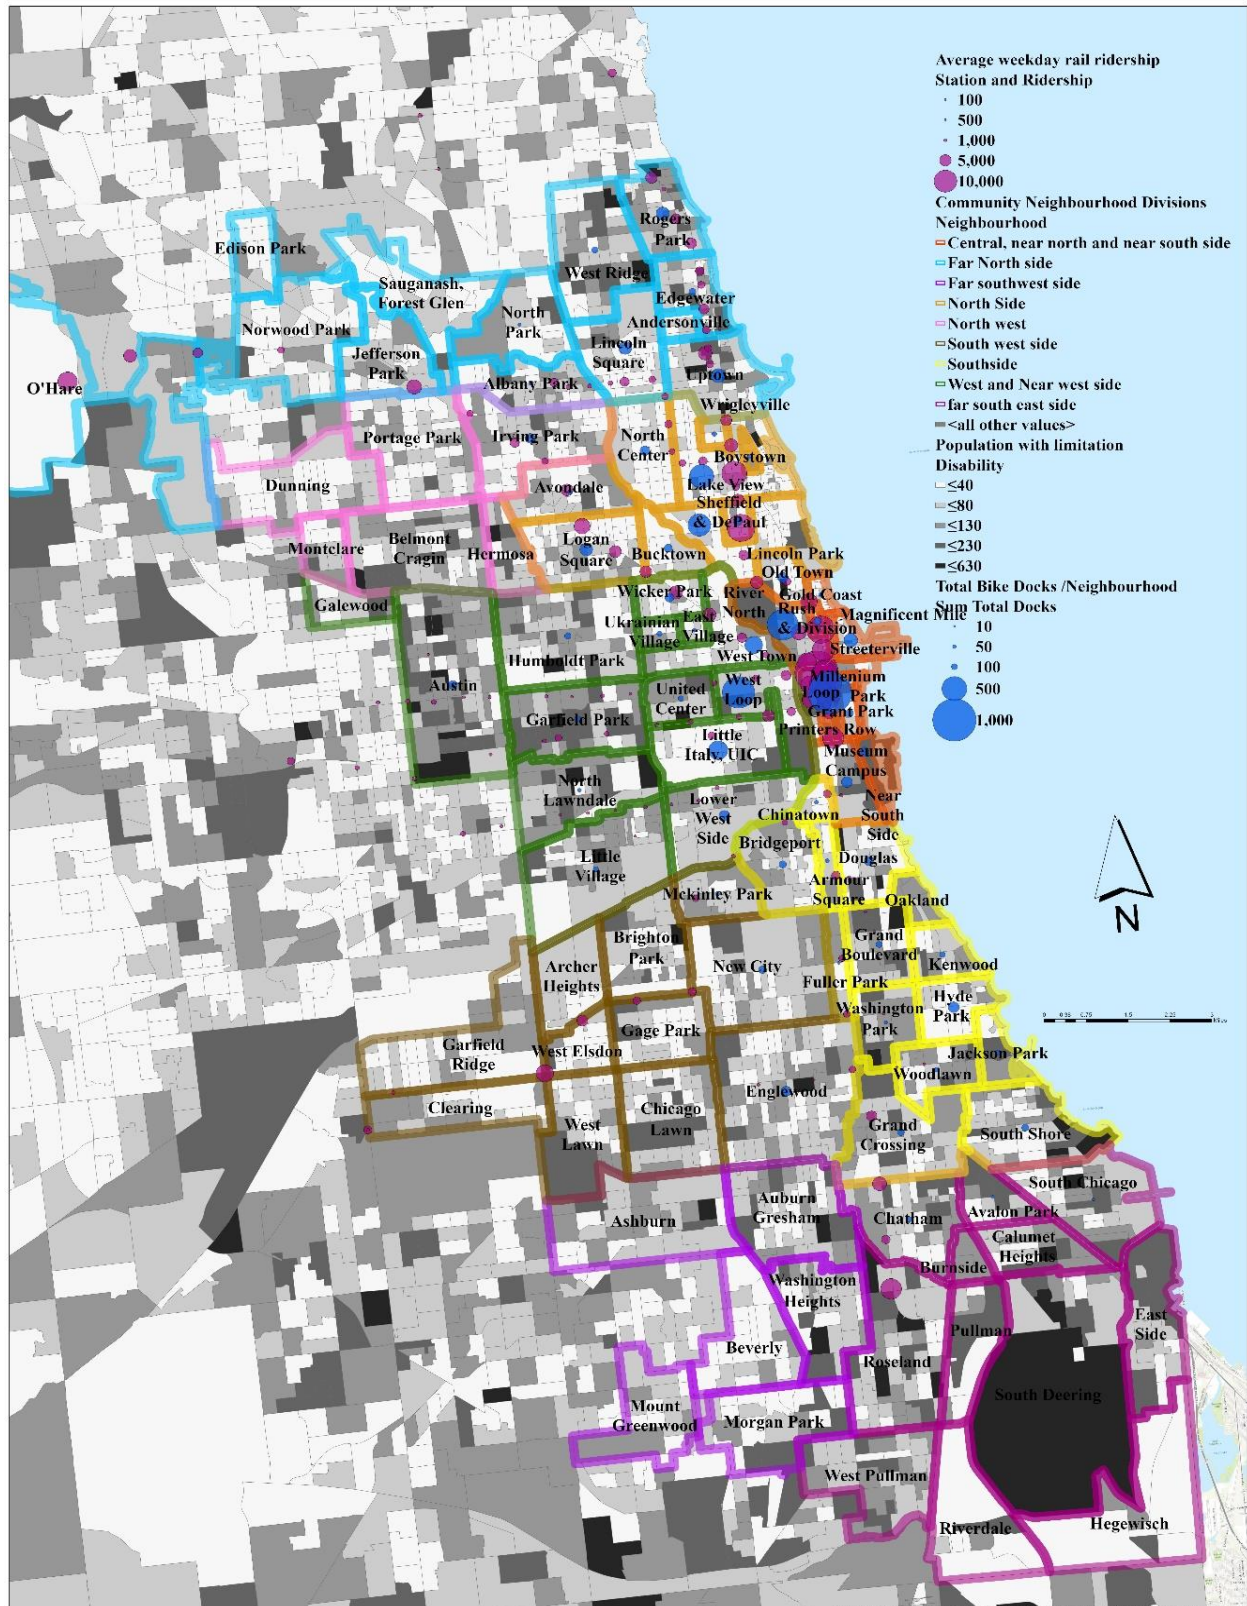 Average weekday rail ridership
Station and Ridership
100
500
1,000
5,000
10,000
Community Neighbourhood Divisions
Neighbourhood
Central, near north and near south side
Far North side
Far southwest side
North Side
North west
South west side
Southside
West and Near west side
far south east side
<all other values>
Population with limitation
Disability
≤40
≤80
≤130
≤230
≤630
Total Bike Docks /Neighbourhood
Sum Total Docks
10
50
100
500
1,000
N
Rogers
Park
Edison Park
West Ridge
Sauganash,
Forest Glen
Edgewater
North
Park
Andersonville
Norwood Park
Lincoln
Square
Jefferson
Park
Uptown
O'Hare
Albany Park
Wrigleyville
Portage Park
Irving Park
North
Center
Boystown
Dunning
Avondale
Lake View
Sheffield
& DePaul
Montclare
Belmont
Cragin
Hermosa
Logan
Square
Bucktown
Lincoln Park
Old Town
Galewood
Wicker Park
River
North
Gold Coast
Rush
& Division
Magnificent Mile
Ukrainian
Village
East
Village
Streeterville
Humboldt Park
West Town
Austin
United
Center
West
Loop
Millenium
Park
Loop
Garfield Park
Grant Park
Printers Row
Little
Italy, UIC
Museum
Campus
North
Lawndale
Lower
West
Side
Chinatown
Near
South
Side
Bridgeport
Little
Village
Douglas
Armour
Square
Mckinley Park
Oakland
Brighton
Park
Grand
Boulevard
Archer
Heights
New City
Kenwood
Fuller Park
Hyde
Park
Washington
Park
Gage Park
Garfield
Ridge
West Elsdon
Jackson Park
Woodlawn
Clearing
Chicago
Lawn
Englewood
West
Lawn
Grand
Crossing
South Shore
South Chicago
Auburn
Gresham
Avalon Park
Ashburn
Chatham
Calumet
Heights
Burnside
Washington
Heights
East
Side
Pullman
Beverly
Roseland
South Deering
Mount
Greenwood
Morgan Park
West Pullman
Riverdale
Hegewisch